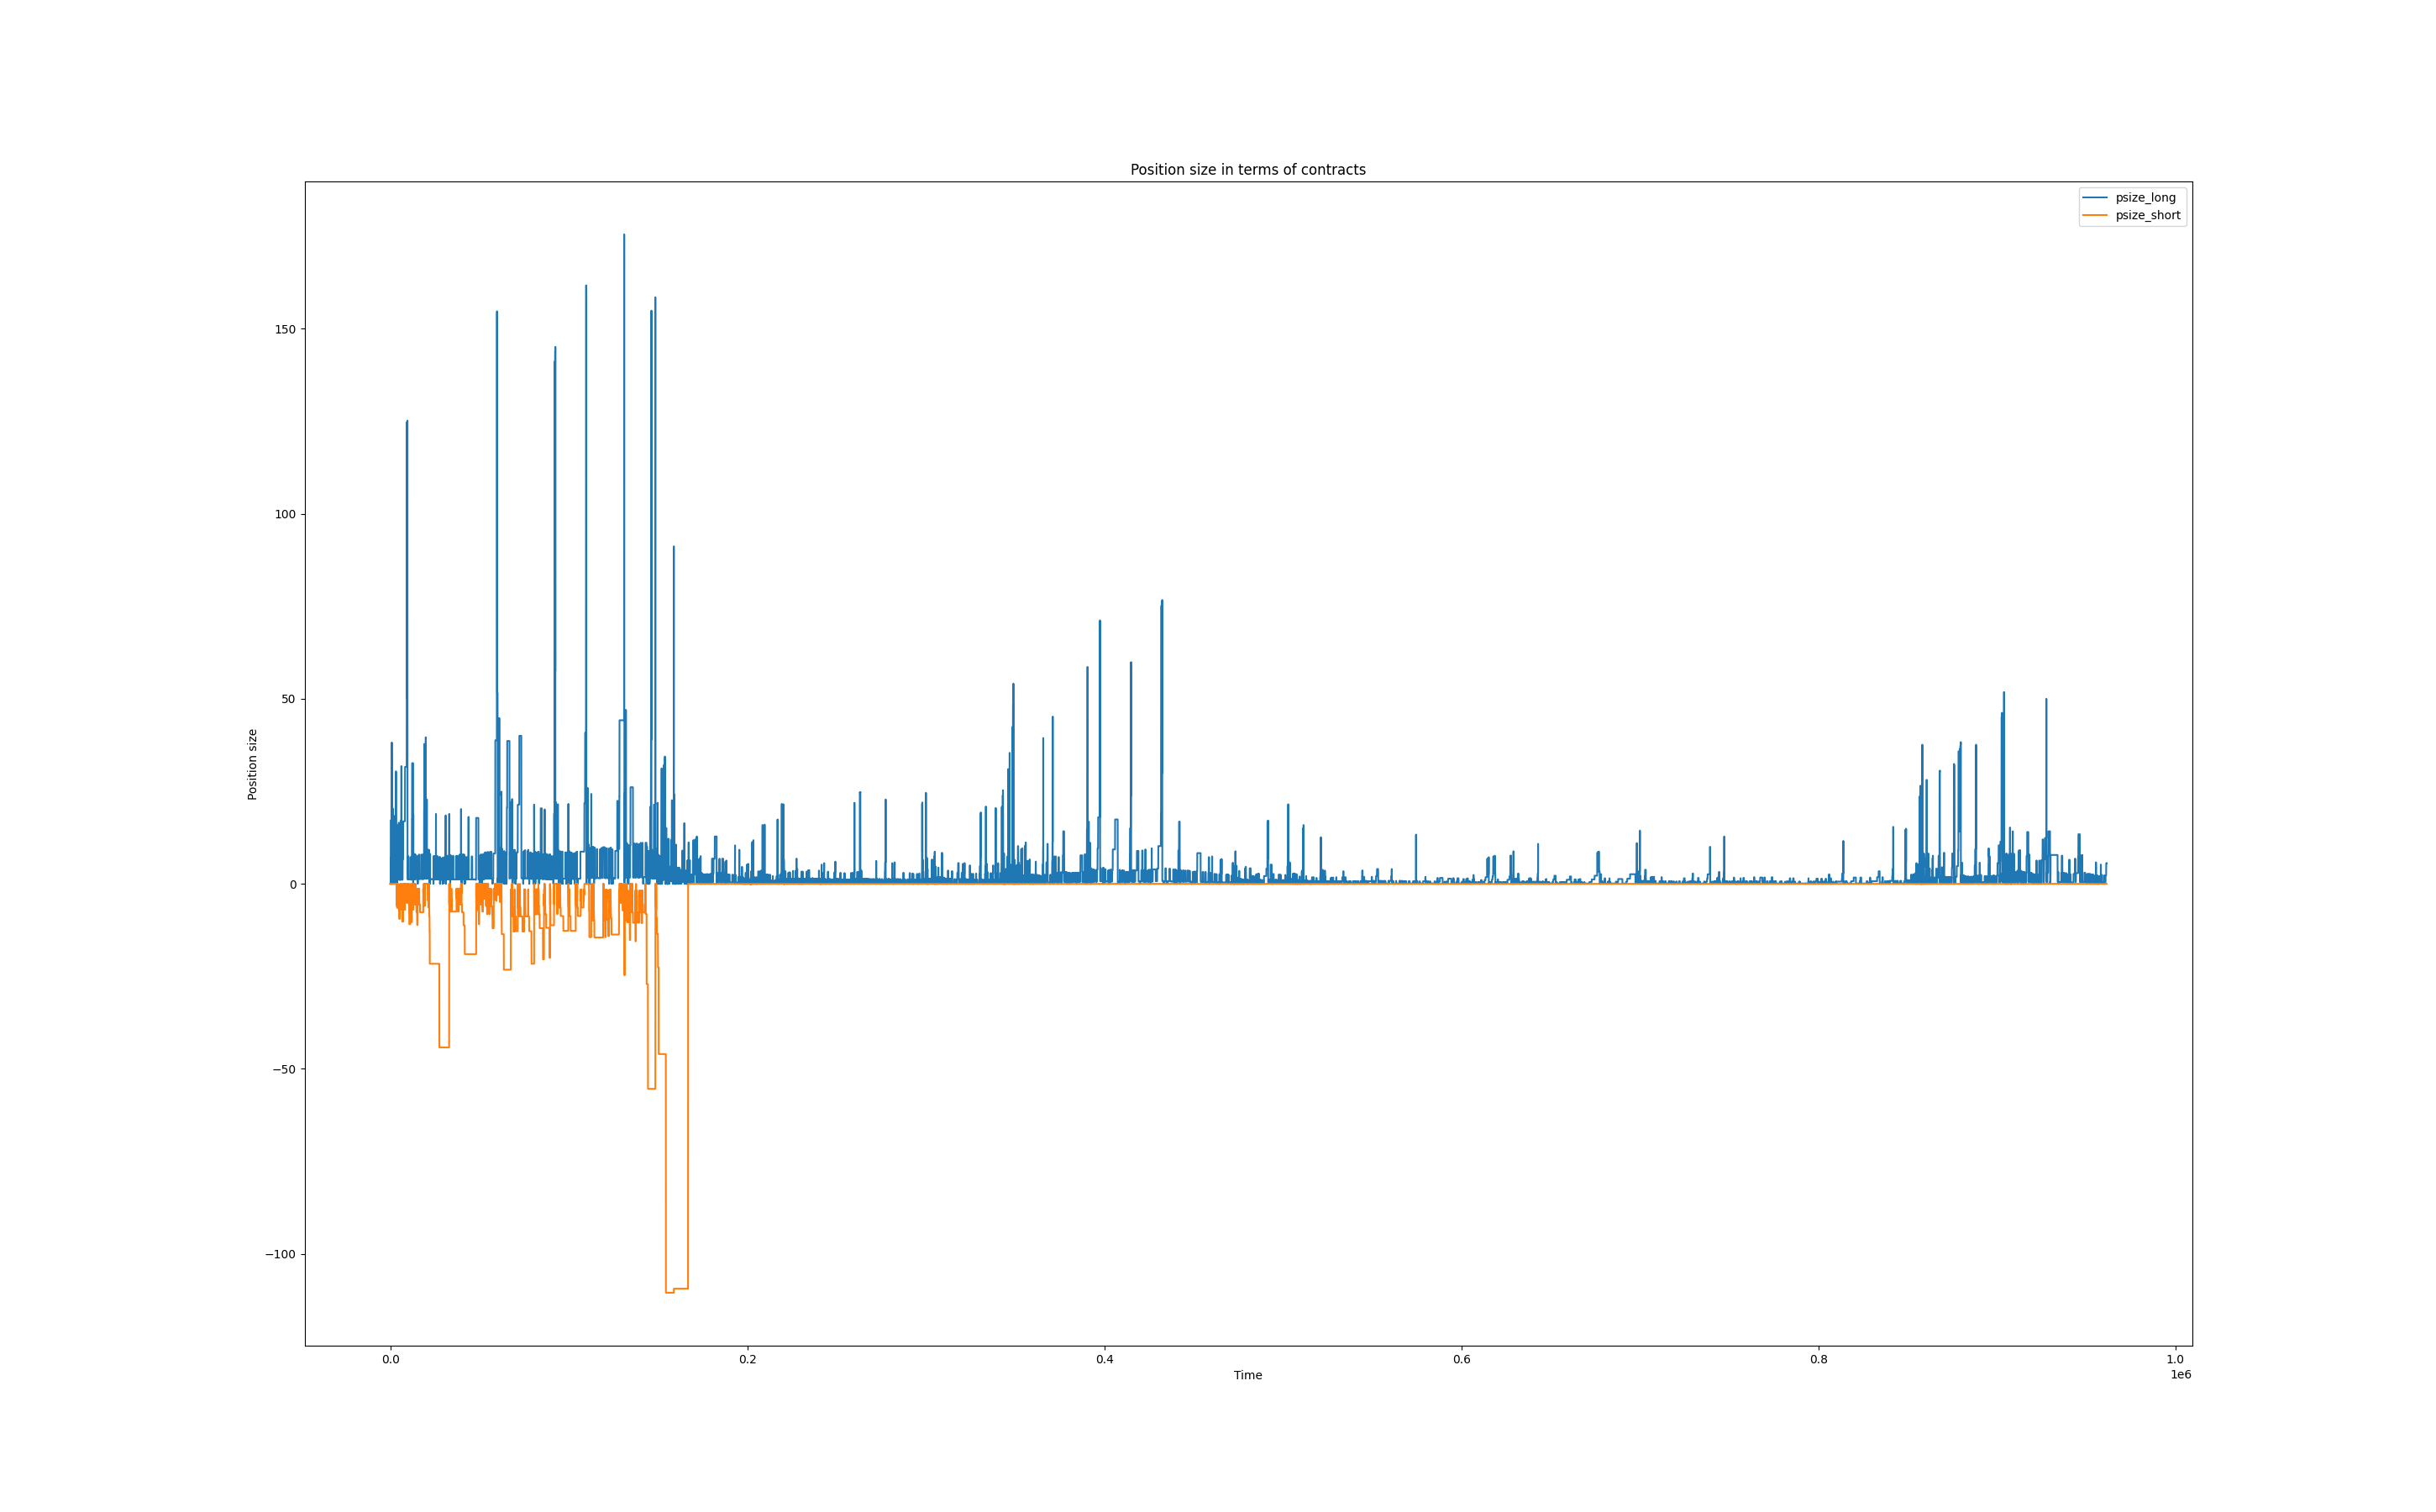 Position size in terms of contracts
psize_long
psize_short
Position size
150
100
50
0
−50
−100
0.0
0.2
0.4
0.6
0.8
1.0
1e6
Time